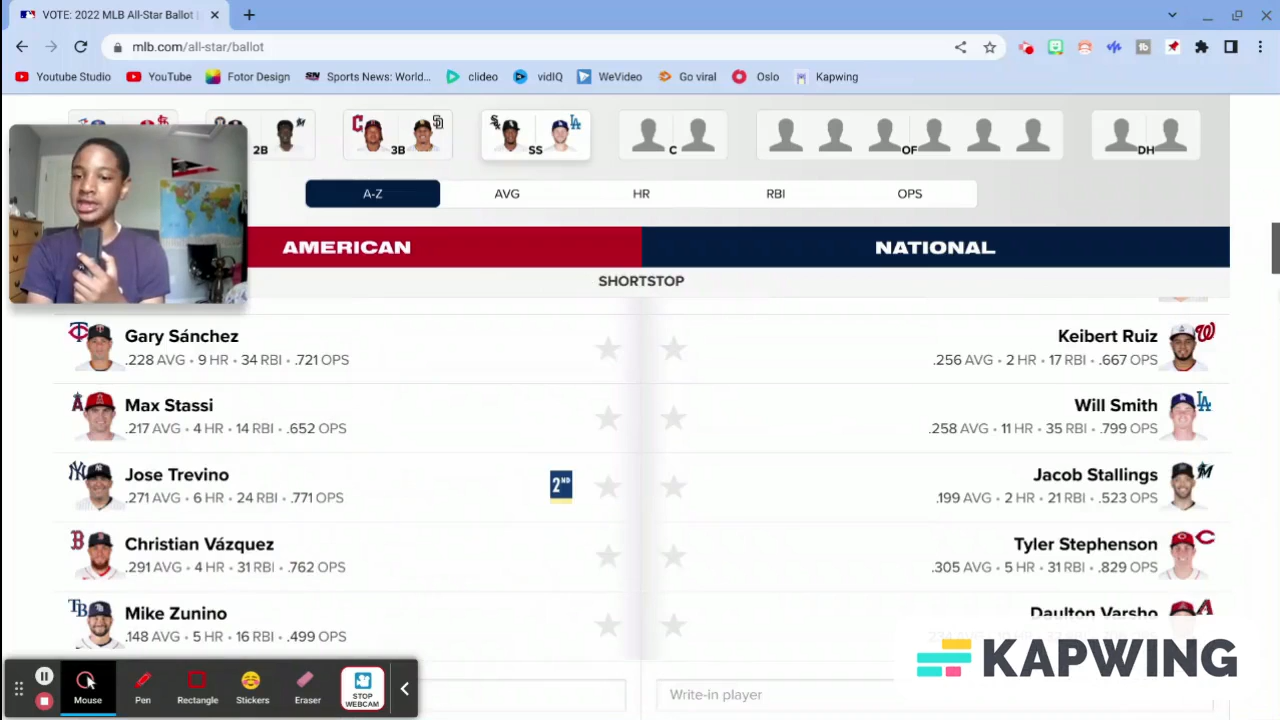 VOTE: 2022 MLB All-Star Ballot
mlb.com/all-star/ballot
Youtube Studio
YouTube
Fotor Design
Sports News: World...
clideo
vidIQ
WeVideo
Go viral
Oslo
Kapwing
2B
3B
SS
C
OF
DH
A-Z
AVG
HR
RBI
OPS
AMERICAN
NATIONAL
SHORTSTOP
Gary Sánchez
.228 AVG • 9 HR • 34 RBI • .721 OPS
Keibert Ruiz
.256 AVG • 2 HR • 17 RBI • .667 OPS
Max Stassi
.217 AVG • 4 HR • 14 RBI • .652 OPS
Will Smith
.258 AVG • 11 HR • 35 RBI • .799 OPS
Jose Trevino
.271 AVG • 6 HR • 24 RBI • .771 OPS
2ND
Jacob Stallings
.199 AVG • 2 HR • 21 RBI • .523 OPS
Christian Vázquez
.291 AVG • 4 HR • 31 RBI • .762 OPS
Tyler Stephenson
.305 AVG • 5 HR • 31 RBI • .829 OPS
Mike Zunino
.148 AVG • 5 HR • 16 RBI • .499 OPS
Daulton Varsho
KAPWING
Mouse
Pen
Rectangle
Stickers
Eraser
STOP
WEBCAM
Write-in player